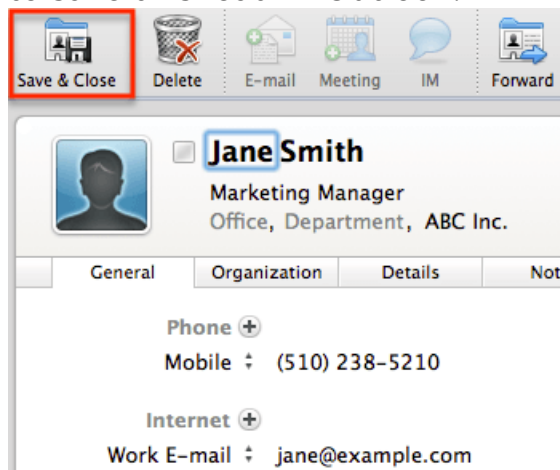 Save & Close Delete E-mail Meeting IM Forward
Jane Smith
Marketing Manager
Office, Department, ABC Inc.
General Organization Details
Phone
Mobile (510) 238-5210
Internet
Work E-mail jane@example.com